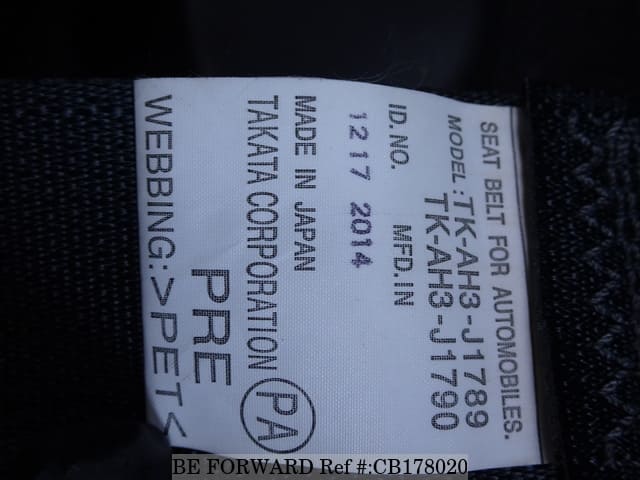 SEAT BELT FOR AUTOMOBILES.
MODEL: TK-AH3-J1789
TK-AH3-J1790
ID.NO. MFD.IN
1217 2014
MADE IN JAPAN
TAKATA CORPORATION PA
PRE
WEBBING:>PET<
BE FORWARD Ref #:CB178020